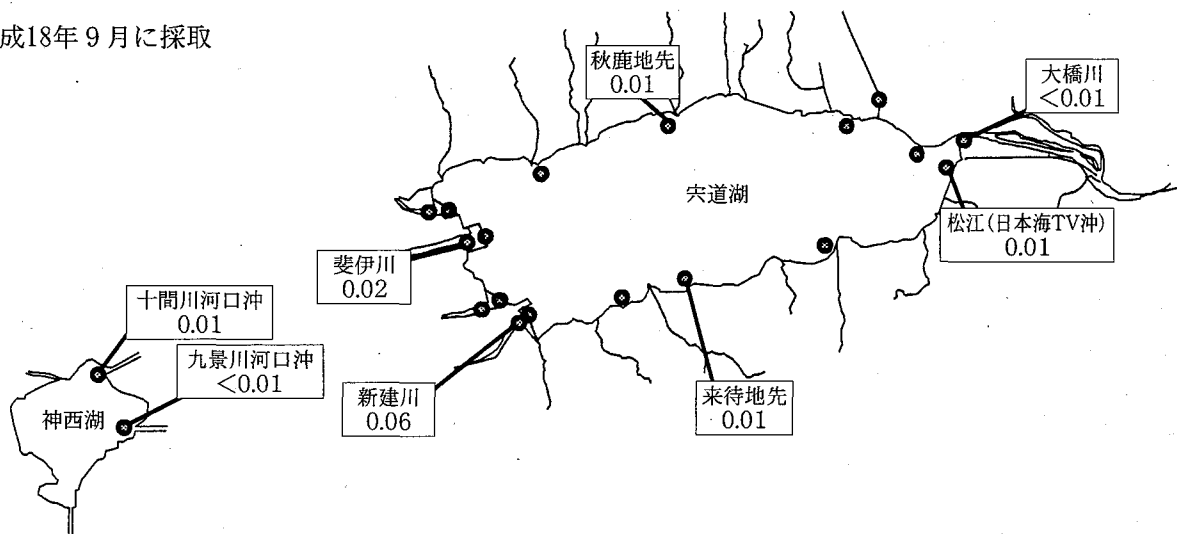 成18年9月に採取
秋鹿地先
0.01
大橋川
<0.01
宍道湖
松江(日本海TV沖)
0.01
斐伊川
0.02
十間川河口沖
0.01
九景川河口沖
<0.01
神西湖
新建川
0.06
来待地先
0.01